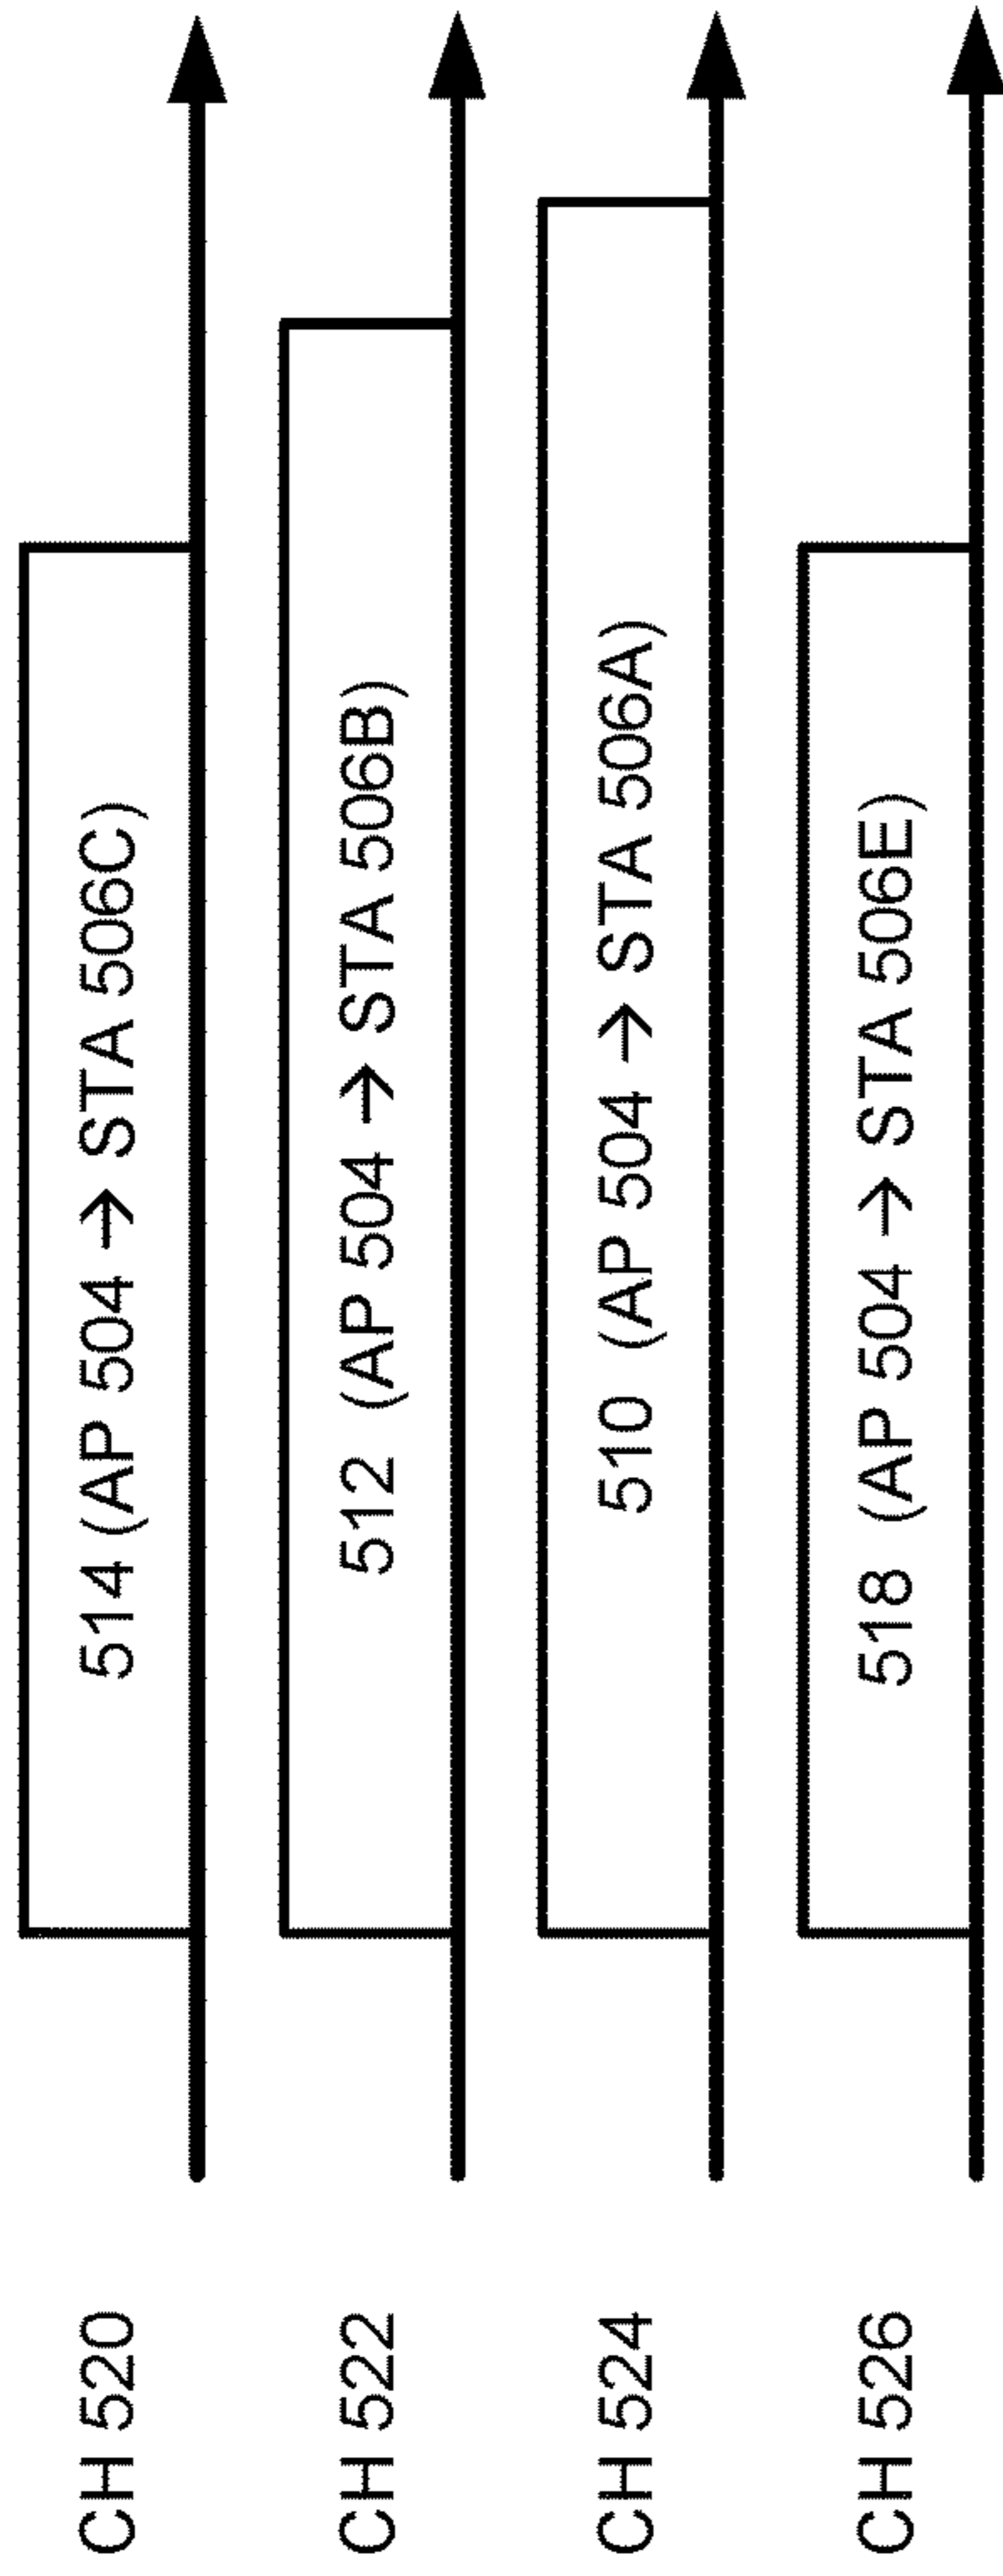 CH 520
514 (AP 504 → STA 506C)
CH 522
512 (AP 504 → STA 506B)
CH 524
510 (AP 504 → STA 506A)
CH 526
518 (AP 504 → STA 506E)